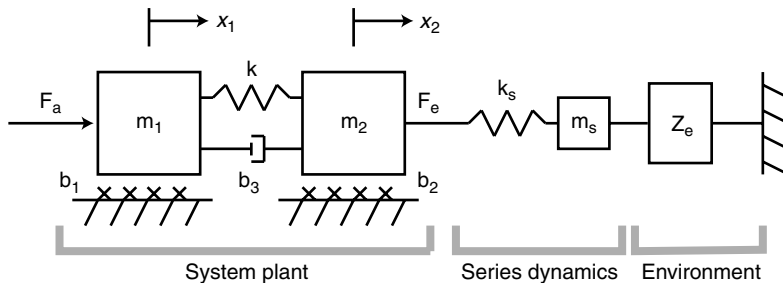 x1
x2
k
ks
Fa
Fe
m1
m2
ms
Ze
b1
b3
b2
System plant
Series dynamics
Environment